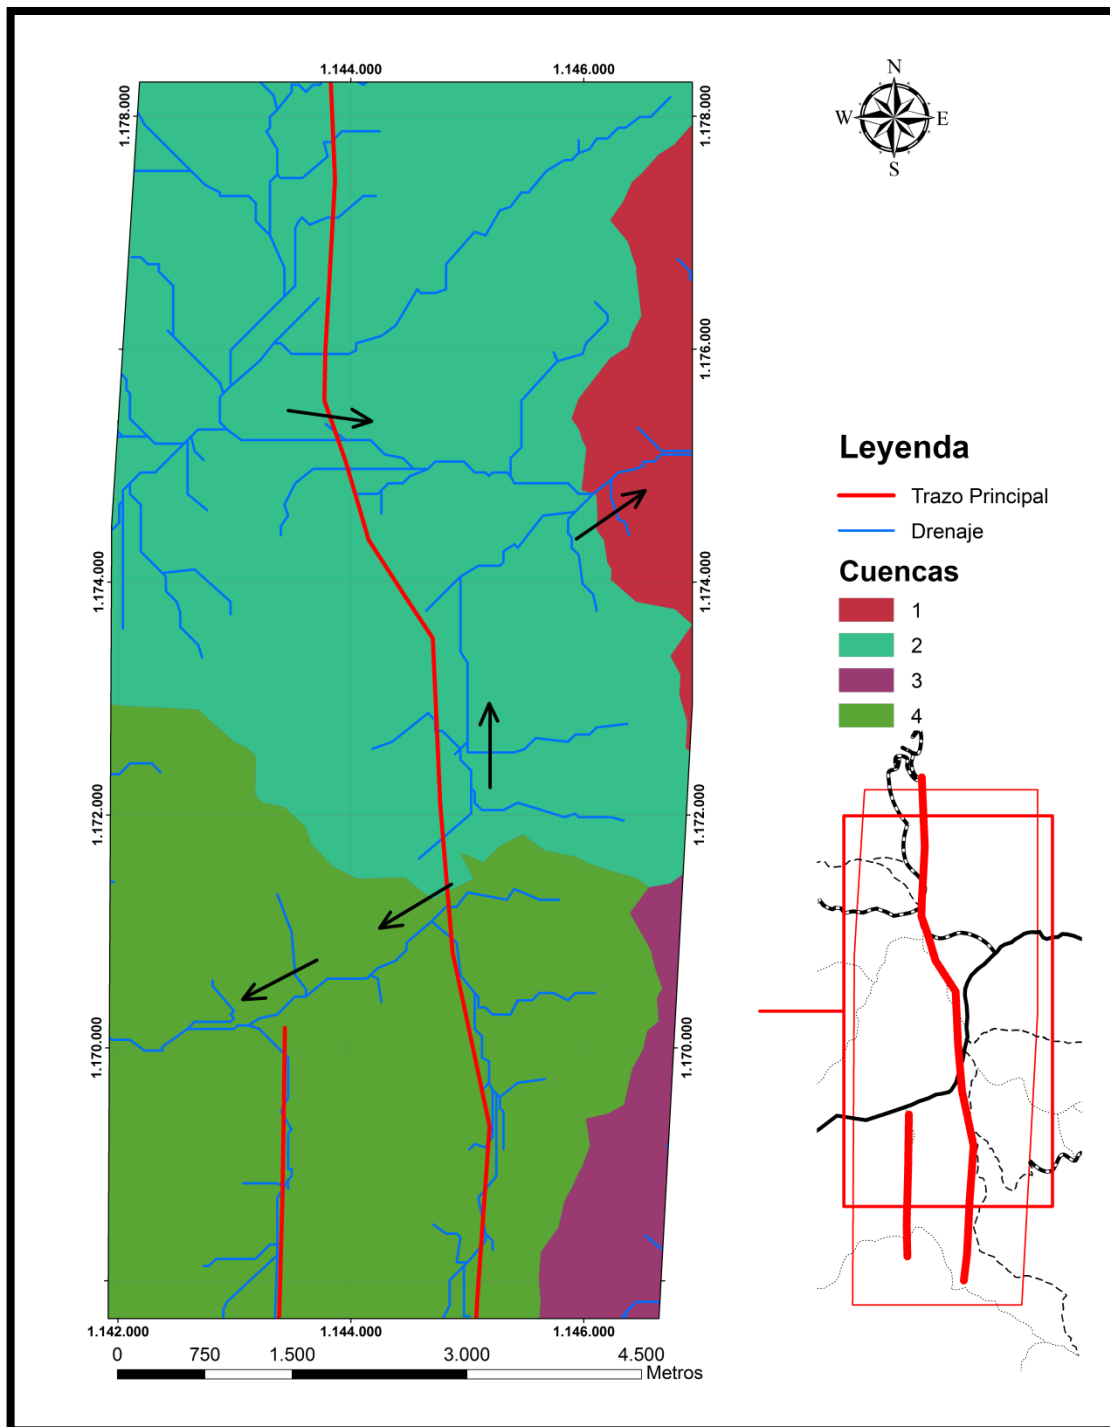 1.144.000 1.146.000
N
W E
S
1.178.000 1.178.000
1.176.000 1.176.000
1.174.000 1.174.000
1.172.000 1.172.000
1.170.000 1.170.000
1.142.000 1.144.000 1.146.000
0 750 1.500 3.000 4.500
Metros
Leyenda
Trazo Principal
Drenaje
Cuencas
1
2
3
4